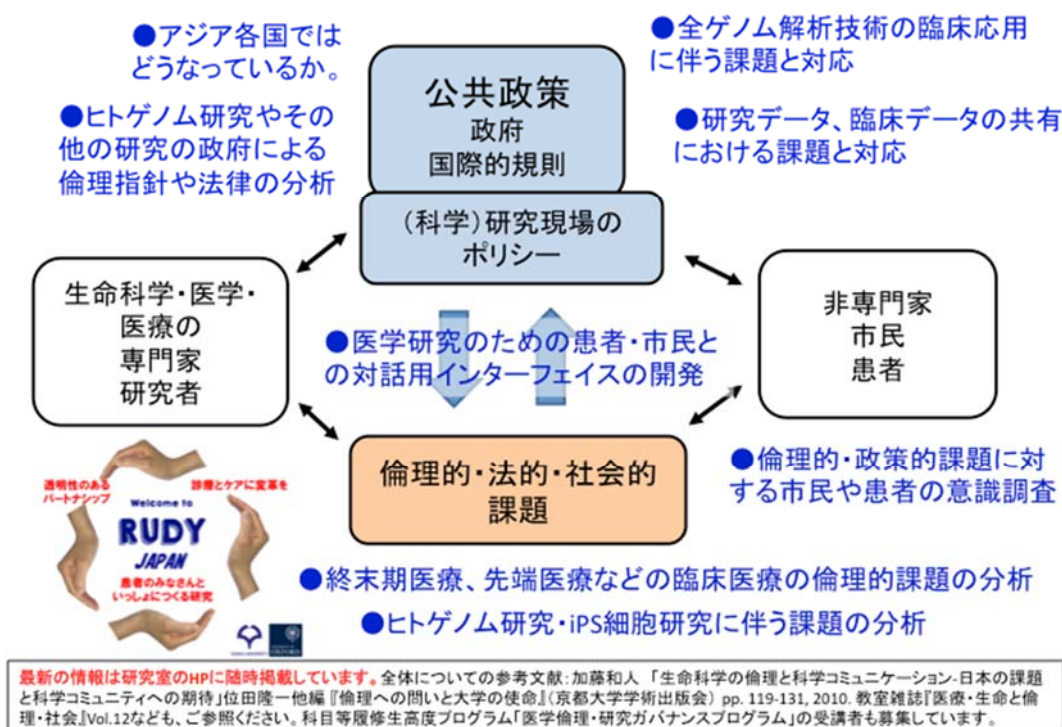 ●アジア各国では
どうなっているか。
●ヒトゲノム研究やその
他の研究の政府による
倫理指針や法律の分析
公共政策
政府
国際的規則
(科学)研究現場の
ポリシー
●全ゲノム解析技術の臨床応用
に伴う課題と対応
●研究データ、臨床データの共有
における課題と対応
生命科学・医学・
医療の
専門家
研究者
●医学研究のための患者・市民と
の対話用インターフェイスの開発
非専門家
市民
患者
倫理的・法的・社会的
課題
●倫理的・政策的課題に対
する市民や患者の意識調査
透明性のある
パートナシップ
診療とケアに変革を
Welcome to
RUDY
JAPAN
患者のみなさんと
いっしょにつくる研究
●終末期医療、先端医療などの臨床医療の倫理的課題の分析
●ヒトゲノム研究・iPS細胞研究に伴う課題の分析
最新の情報は研究室のHPに随時掲載しています。全体についての参考文献:加藤和人 「生命科学の倫理と科学コミュニケーション-日本の課題
と科学コミュニティへの期待」位田隆一他編『倫理への問いと大学の使命』(京都大学学術出版会) pp. 119-131, 2010. 教室雑誌『医療・生命と倫
理・社会』Vol.12なども、ご参照ください。科目等履修生高度プログラム「医学倫理・研究ガバナンスプログラム」の受講者も募集しています。